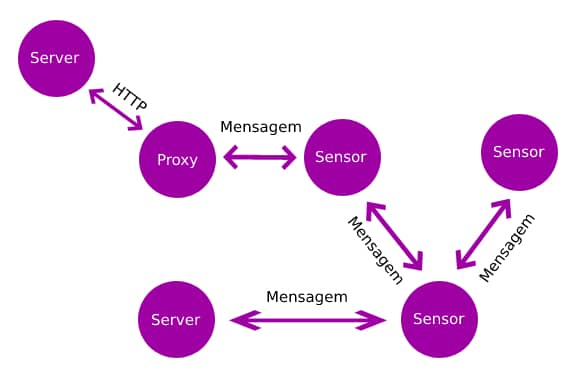 Server
HTTP
Proxy
Mensagem
Sensor
Sensor
Mensagem
Mensagem
Server
Mensagem
Sensor